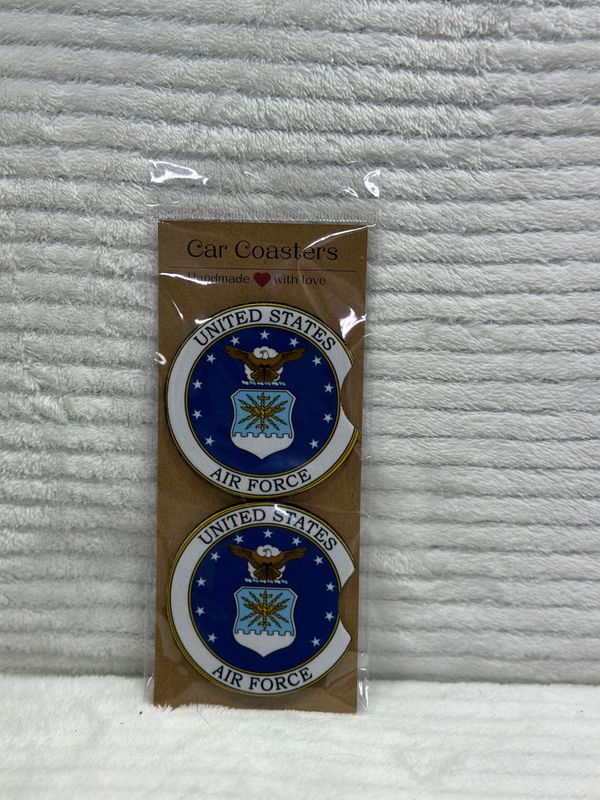 Car Coasters
Handmade ❤ with love
UNITED STATES
AIR FORCE
UNITED STATES
AIR FORCE